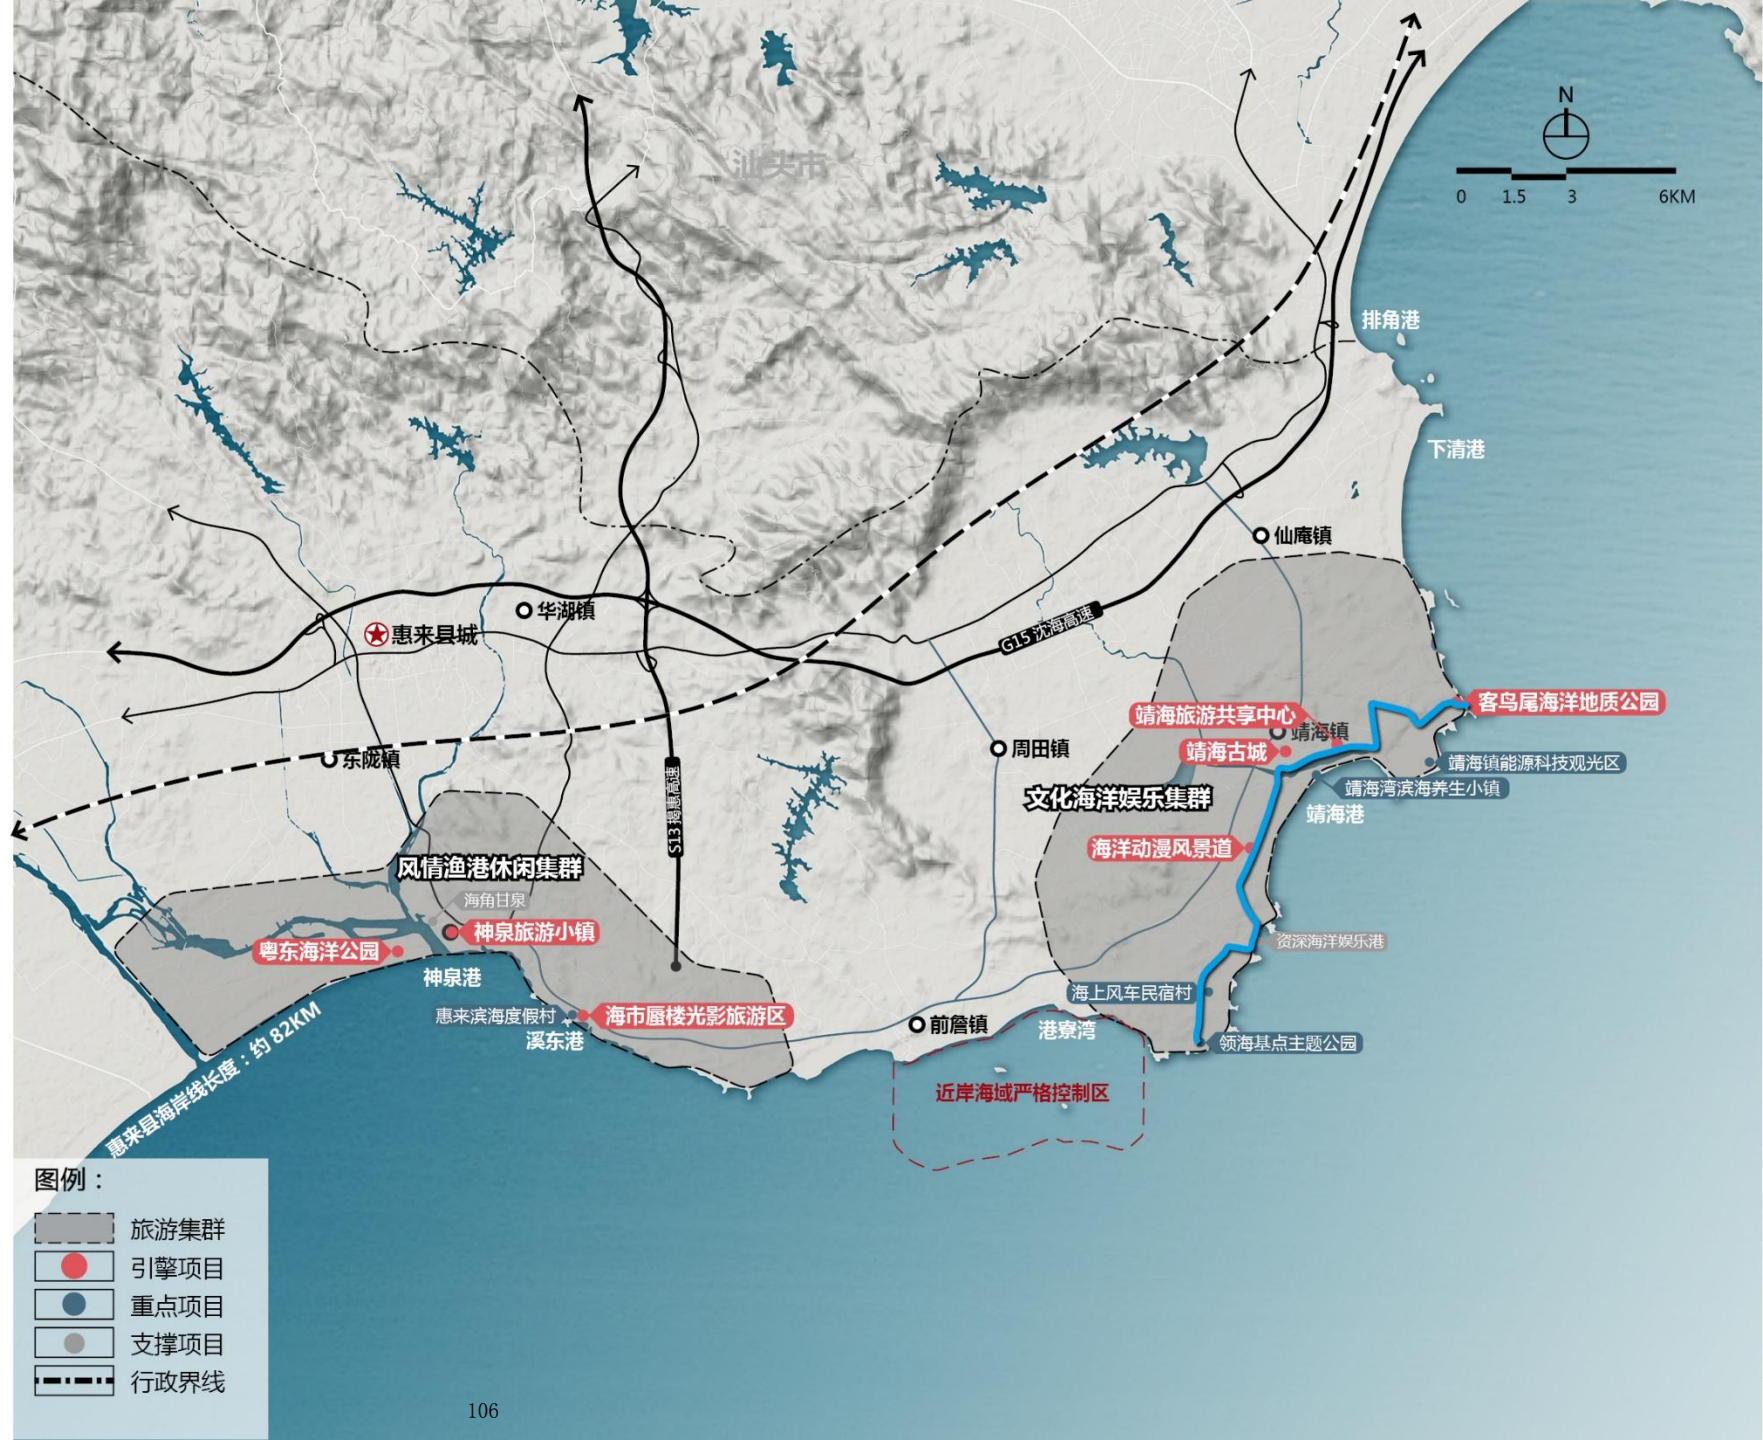 N
0 1.5 3 6KM
汕头市
排角港
下清港
仙庵镇
华湖镇
惠来县城
G15 沈海高速
客鸟尾海洋地质公园
靖海旅游共享中心
靖海镇
靖海古城
周田镇
东陇镇
靖海镇能源科技观光区
靖海湾滨海养生小镇
文化海洋娱乐集群
靖海港
S13 揭惠高速
海洋动漫风景道
风情渔港休闲集群
海角甘泉
神泉旅游小镇
粤东海洋公园
资深海洋娱乐港
神泉港
海上风车民宿村
惠来滨海度假村
海市蜃楼光影旅游区
前詹镇
港寮湾
溪东港
领海基点主题公园
惠来县海岸线长度：约 82KM
近岸海域严格控制区
图例：
旅游集群
引擎项目
重点项目
支撑项目
行政界线
106